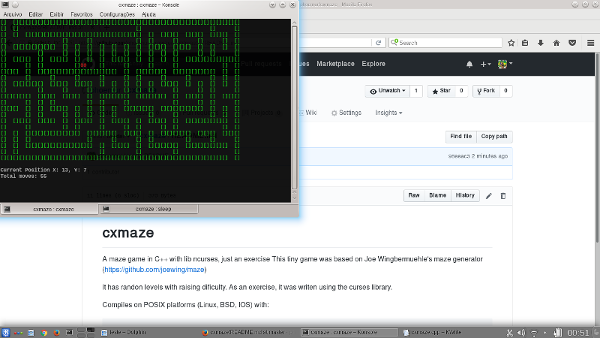 cxmaze : cxmaze – Konsole
Arquivo Editar Exibir Favoritos Configurações Ajuda
Search
Marketplace Explore
Unwatch 1 Star 0 Fork 0
Wiki Settings Insights
Find file Copy path
2 minutes ago
Current Position X: 13, Y: 7
Total moves: 55
cxmaze : cxmaze
cxmaze : sleep
Raw Blame History
cxmaze
A maze game in C++ with lib ncurses, just an exercise This tiny game was based on Joe Wingbermuehle's maze generator
(https://github.com/joewing/maze)
It has randon levels with raising dificulty. As an exercise, it was writen using the curses library.
Compiles on POSIX platforms (Linux, BSD, IOS) with:
cxmaze : cxmaze – Konsole
00:51